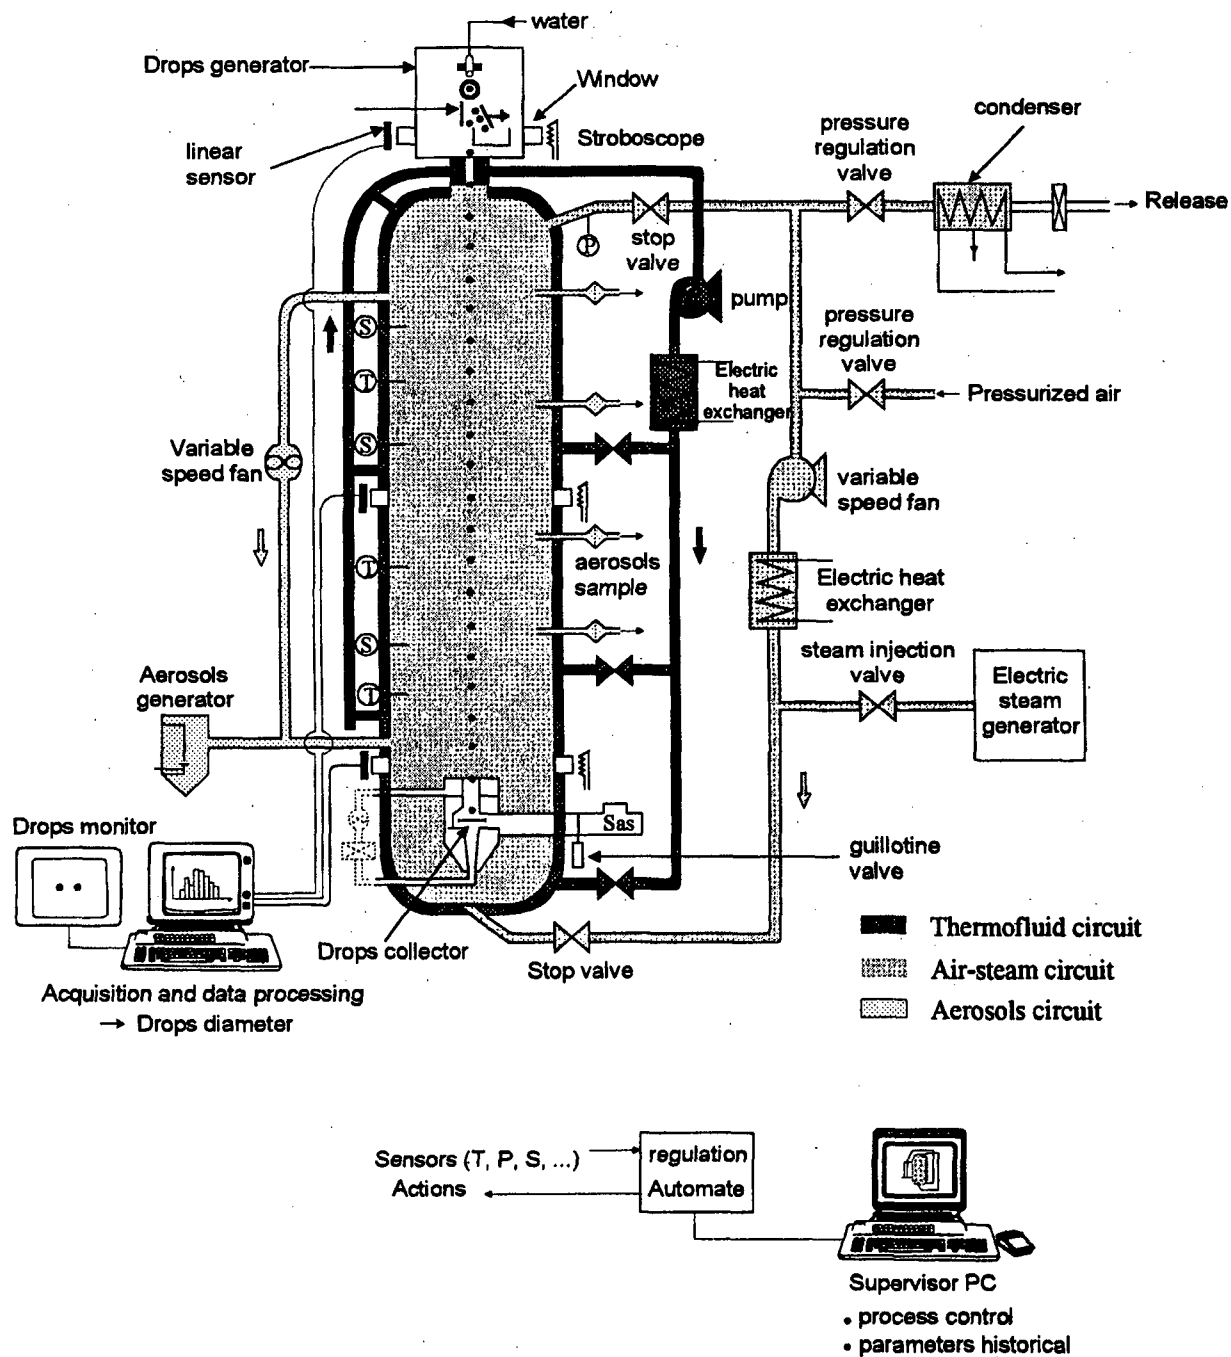 water
Drops generator
Window
Stroboscope
linear
sensor
pressure
regulation
valve
condenser
Release
P
stop
valve
pump
pressure
regulation
valve
Pressurized air
Electric
heat
exchanger
S
T
S
Variable
speed fan
variable
speed fan
T
aerosols
sample
Electric heat
exchanger
S
T
steam injection
valve
Electric
steam
generator
Aerosols
generator
Sas
Drops monitor
guillotine
valve
Drops collector
Stop valve
Thermofluid circuit
Air-steam circuit
Aerosols circuit
Acquisition and data processing
→ Drops diameter
Sensors (T, P, S, ...)
Actions
regulation
Automate
Supervisor PC
• process control
• parameters historical